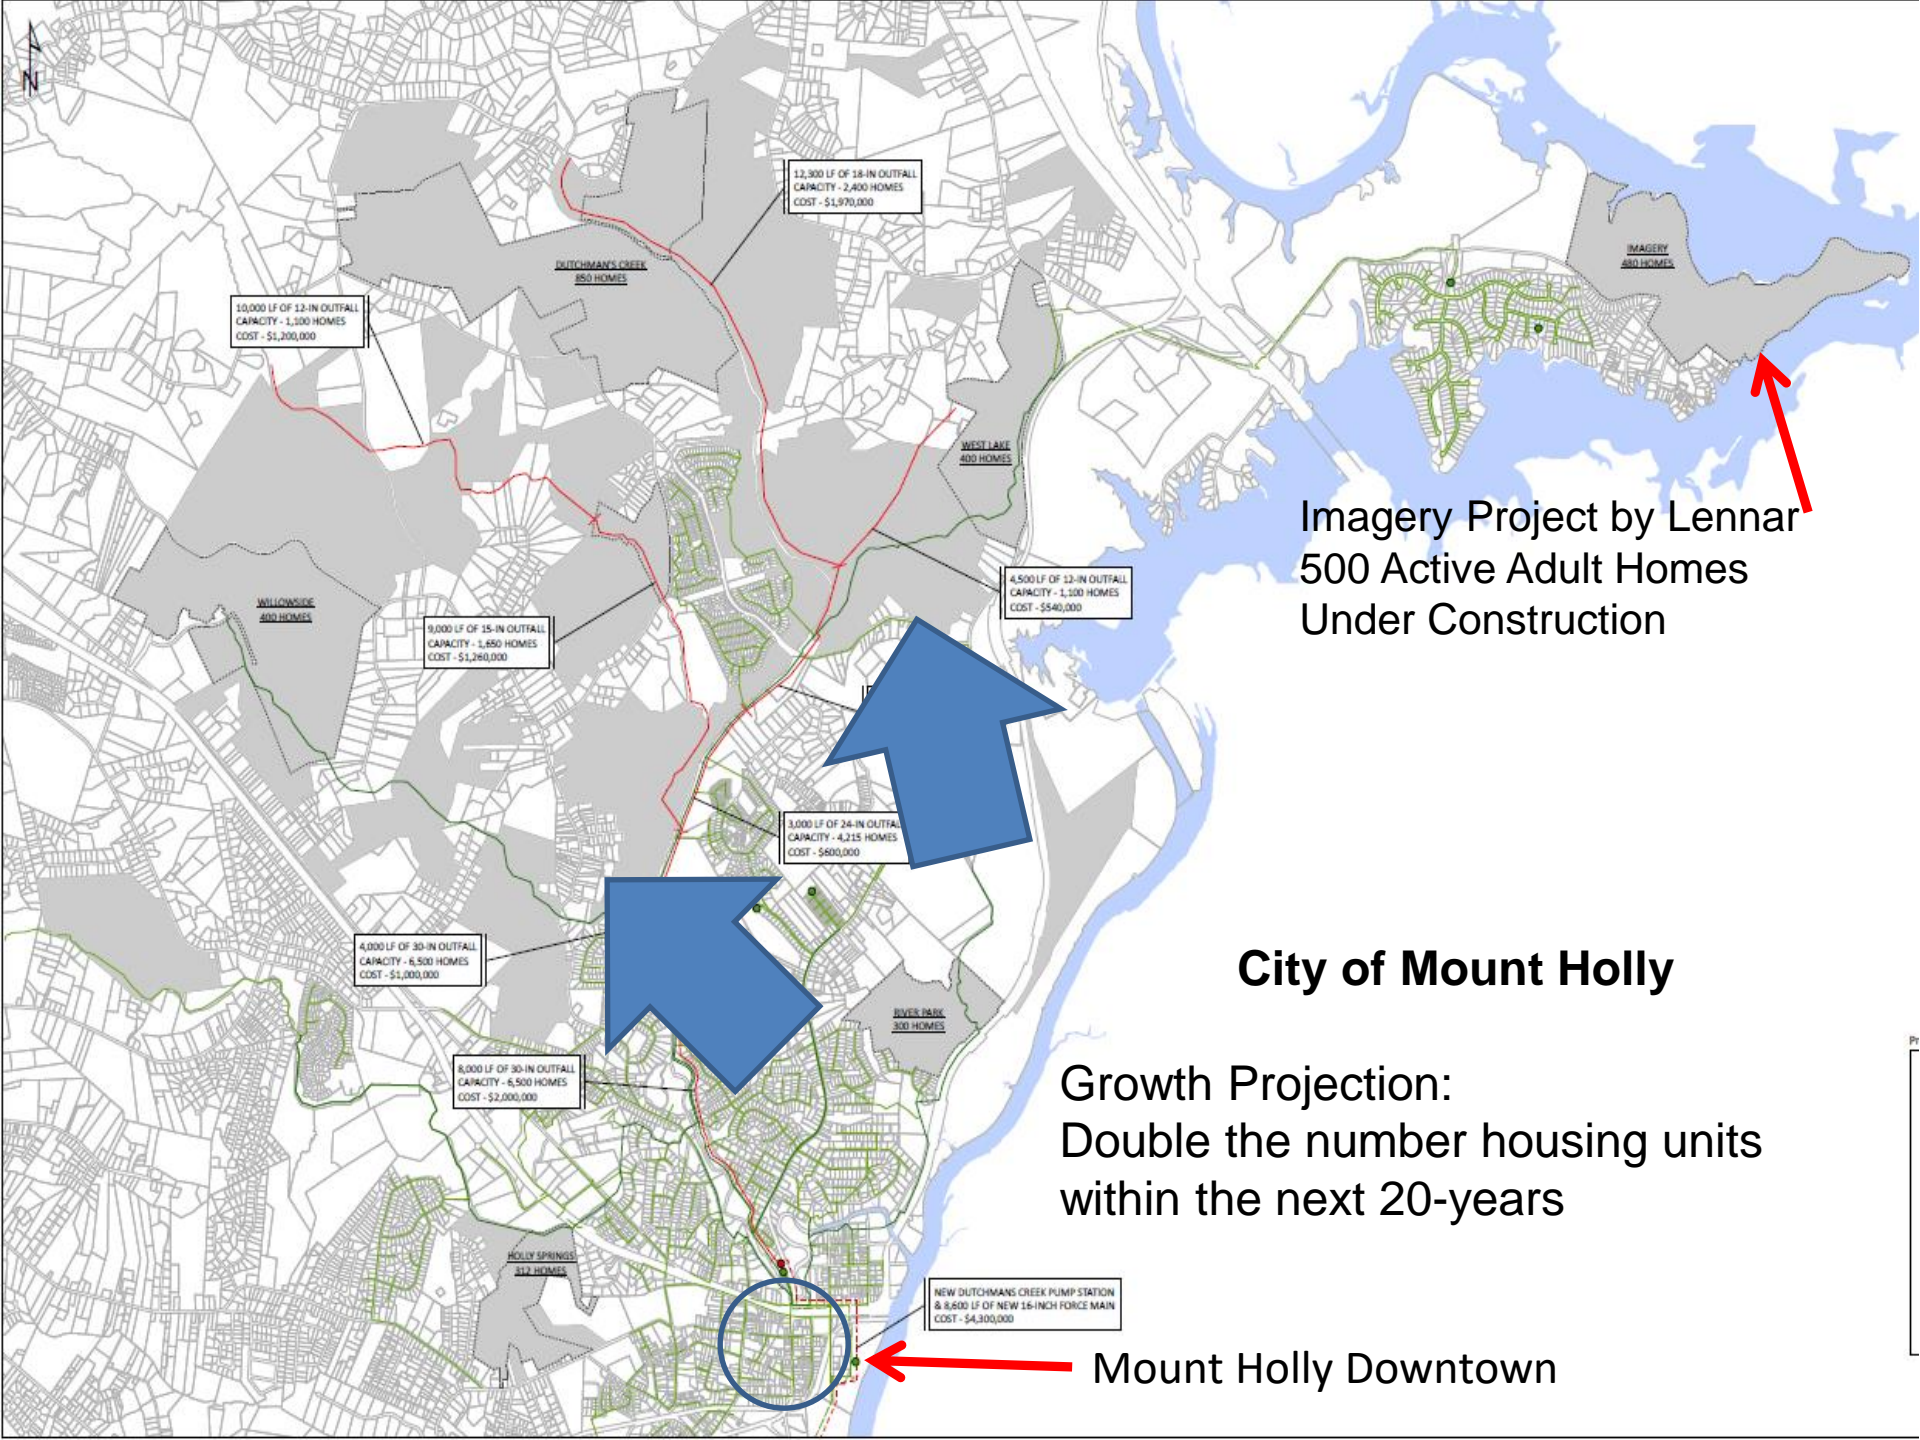 N
12,300 LF OF 18-IN OUTFALL
CAPACITY - 2,400 HOMES
COST - $1,970,000
IMAGERY
480 HOMES
DUTCHMAN'S CREEK
850 HOMES
10,000 LF OF 12-IN OUTFALL
CAPACITY - 1,100 HOMES
COST - $1,200,000
WEST LAKE
400 HOMES
Imagery Project by Lennar
500 Active Adult Homes
Under Construction
4,500 LF OF 12-IN OUTFALL
CAPACITY - 1,100 HOMES
COST - $540,000
WILLOWSIDE
400 HOMES
9,000 LF OF 15-IN OUTFALL
CAPACITY - 1,650 HOMES
COST - $1,260,000
3,000 LF OF 24-IN OUTFAL
CAPACITY - 4,215 HOMES
COST - $600,000
4,000 LF OF 30-IN OUTFALL
CAPACITY - 6,500 HOMES
COST - $1,000,000
City of Mount Holly
RIVER PARK
300 HOMES
8,000 LF OF 30-IN OUTFALL
CAPACITY - 6,500 HOMES
COST - $2,000,000
Growth Projection:
Double the number housing units
within the next 20-years
HOLLY SPRINGS
312 HOMES
NEW DUTCHMANS CREEK PUMP STATION
& 8,600 LF OF NEW 16-INCH FORCE MAIN
COST - $4,300,000
Mount Holly Downtown